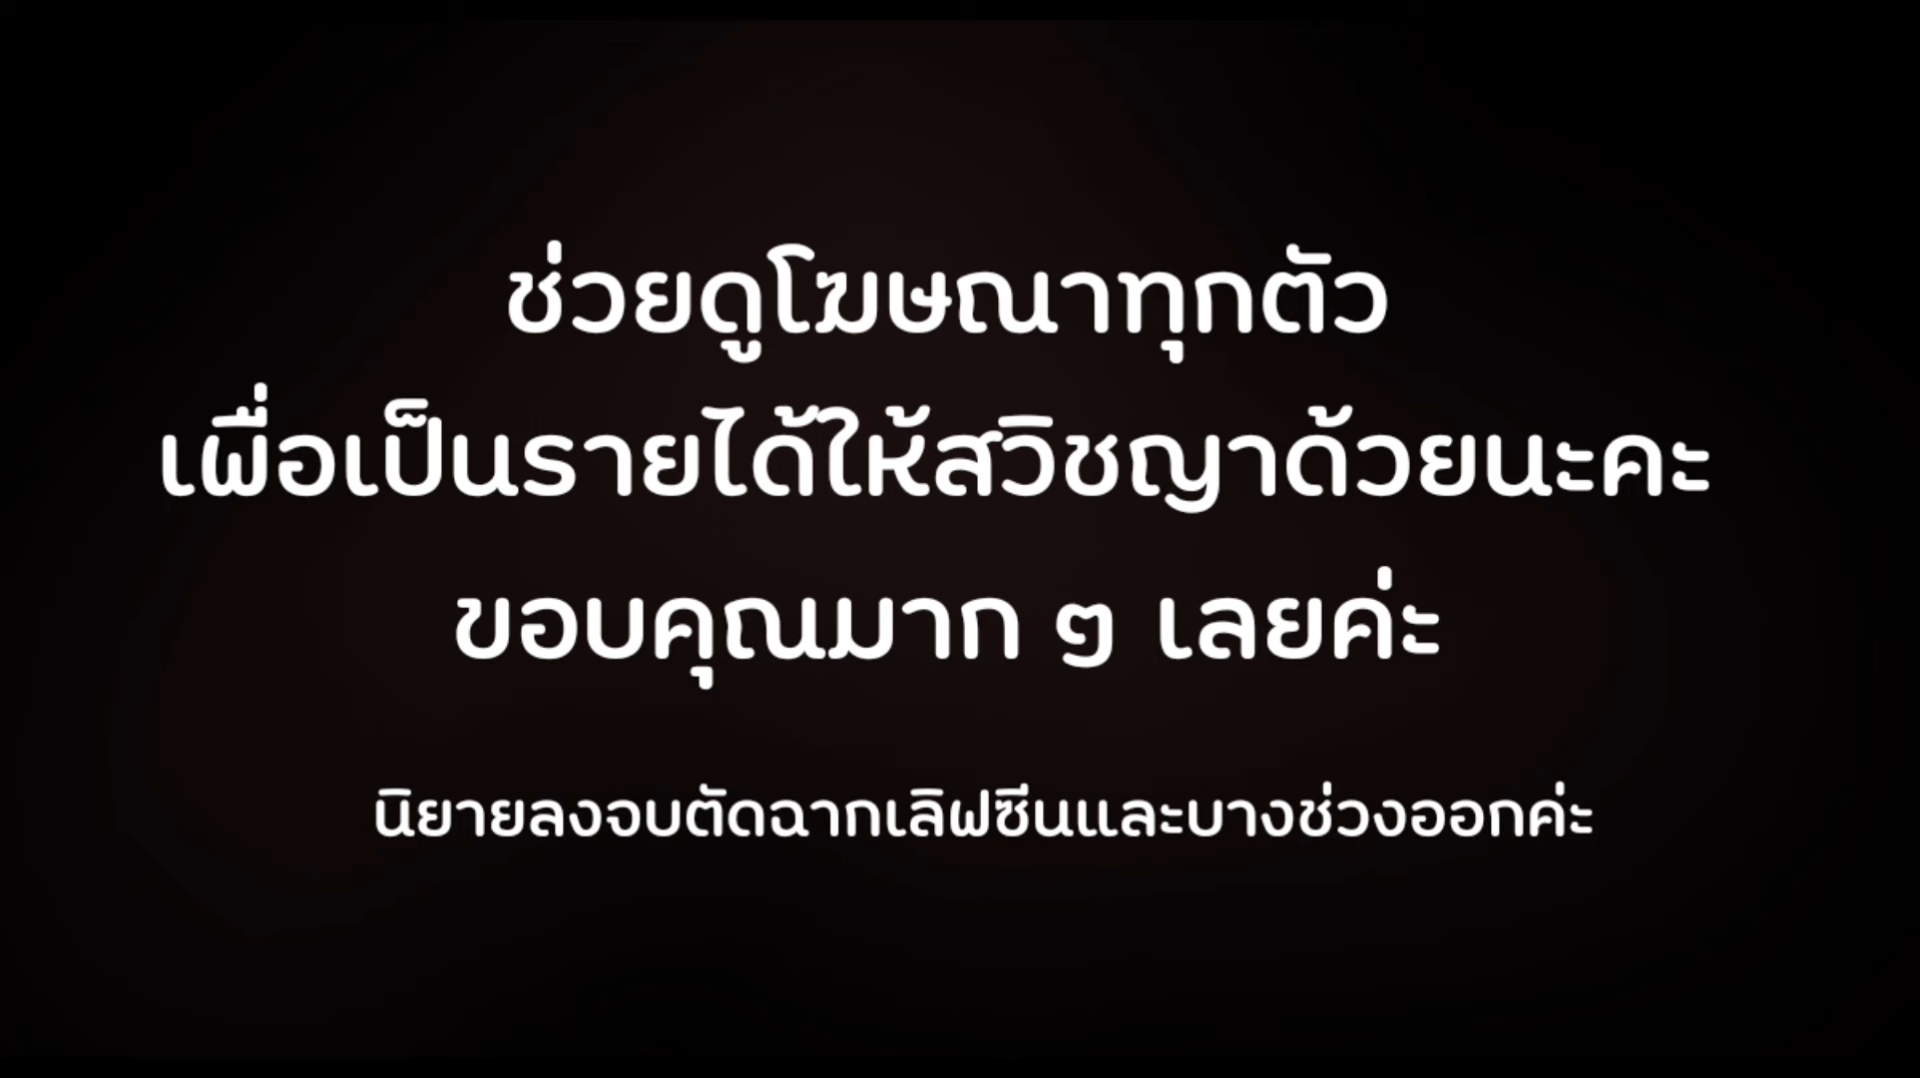 ช่วยดูโฆษณาทุกตัว
เพื่อเป็นรายได้ให้สวิชญาด้วยนะคะ
ขอบคุณมาก ๆ เลยค่ะ
นิยายลงจบตัดฉากเลิฟซีนและบางช่วงออกค่ะ